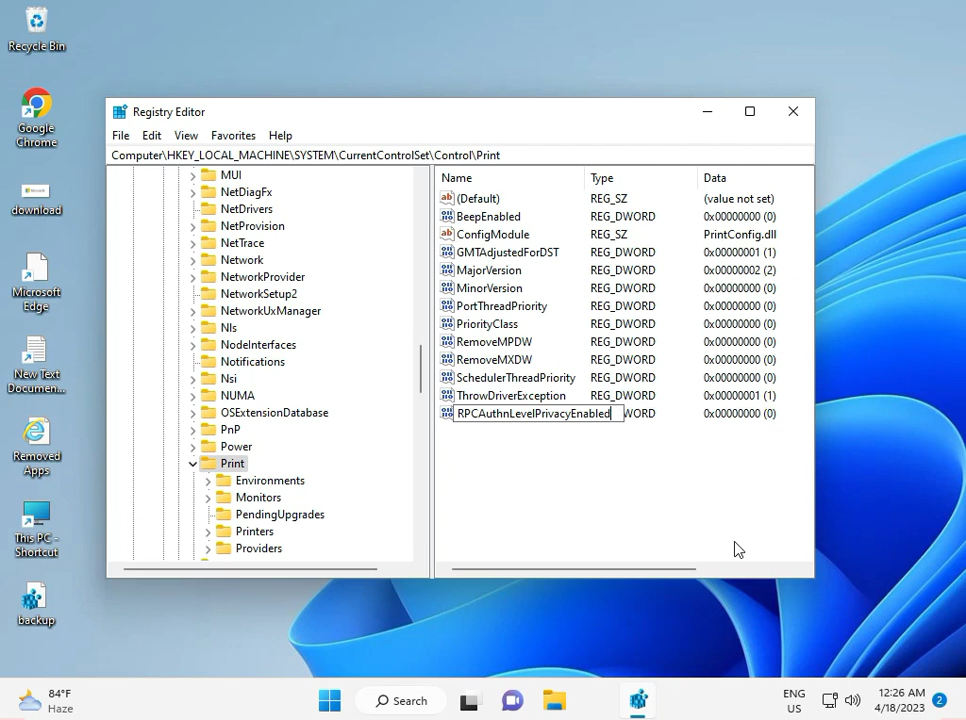 Recycle Bin
Google
Chrome
download
Microsoft
Edge
New Text
Documen...
Removed
Apps
This PC -
Shortcut
backup
Registry Editor
File Edit View Favorites Help
Computer\HKEY_LOCAL_MACHINE\SYSTEM\CurrentControlSet\Control\Print
MUI
NetDiagFx
NetDrivers
NetProvision
NetTrace
Network
NetworkProvider
NetworkSetup2
NetworkUxManager
Nls
NodeInterfaces
Notifications
Nsi
NUMA
OSExtensionDatabase
PnP
Power
Print
Environments
Monitors
PendingUpgrades
Printers
Providers
Name Type Data
(Default) REG_SZ (value not set)
BeepEnabled REG_DWORD 0x00000000 (0)
ConfigModule REG_SZ PrintConfig.dll
GMTAdjustedForDST REG_DWORD 0x00000001 (1)
MajorVersion REG_DWORD 0x00000002 (2)
MinorVersion REG_DWORD 0x00000000 (0)
PortThreadPriority REG_DWORD 0x00000000 (0)
PriorityClass REG_DWORD 0x00000000 (0)
RemoveMPDW REG_DWORD 0x00000000 (0)
RemoveMXDW REG_DWORD 0x00000000 (0)
SchedulerThreadPriority REG_DWORD 0x00000000 (0)
ThrowDriverException REG_DWORD 0x00000001 (1)
RPCAuthnLevelPrivacyEnabled WORD 0x00000000 (0)
84°F
Haze
Search
ENG
US
12:26 AM
4/18/2023
2